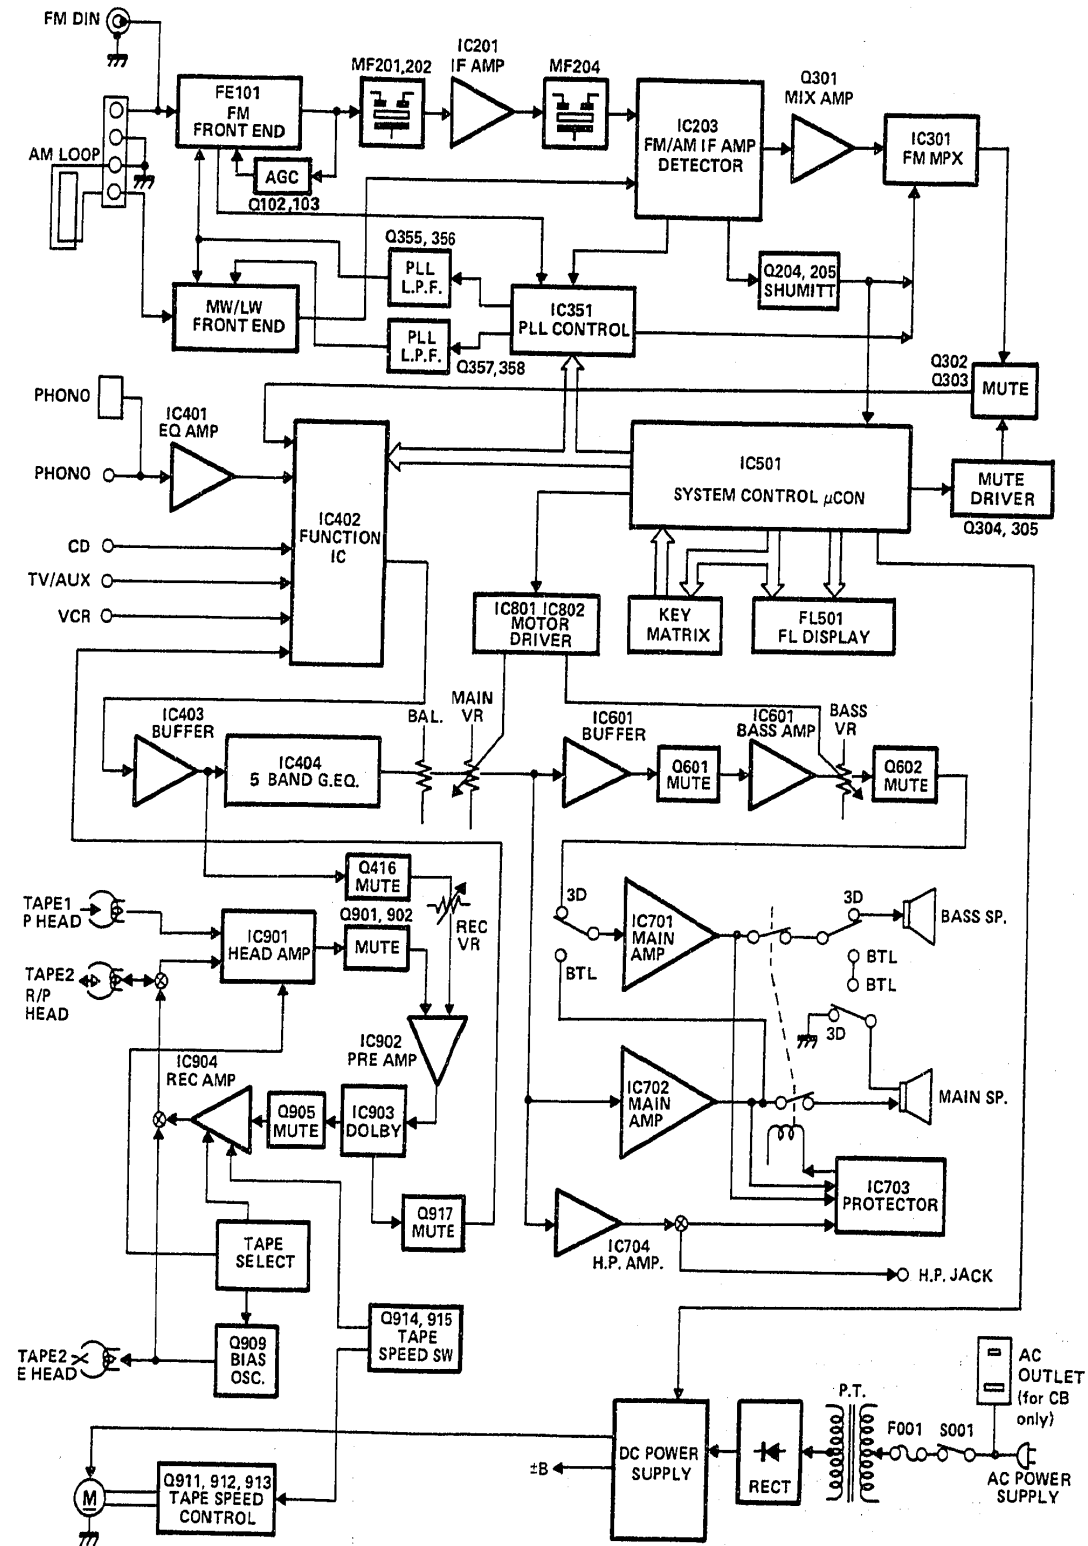 FM DIN
AM LOOP
FE101
FM
FRONT END
AGC
Q102,103
MF201,202
IC201
IF AMP
MF204
IC203
FM/AM IF AMP
DETECTOR
Q301
MIX AMP
IC301
FM MPX
Q355, 356
PLL
L.P.F.
MW/LW
FRONT END
PLL
L.P.F.
Q357,358
IC351
PLL CONTROL
Q204, 205
SHUMITT
Q302
Q303
MUTE
PHONO
IC401
EQ AMP
PHONO
CD
TV/AUX
VCR
IC402
FUNCTION
IC
IC501
SYSTEM CONTROL μCON
MUTE
DRIVER
Q304, 305
IC801 IC802
MOTOR
DRIVER
KEY
MATRIX
FL501
FL DISPLAY
IC403
BUFFER
IC404
5 BAND G.EQ.
BAL.
MAIN
VR
IC601
BUFFER
Q601
MUTE
IC601
BASS AMP
BASS
VR
Q602
MUTE
Q416
MUTE
REC
VR
TAPE1
P HEAD
TAPE2
R/P
HEAD
IC901
HEAD AMP
Q901, 902
MUTE
IC902
PRE AMP
IC904
REC AMP
Q905
MUTE
IC903
DOLBY
Q917
MUTE
TAPE
SELECT
Q909
BIAS
OSC.
TAPE2
E HEAD
Q914, 915
TAPE
SPEED SW
M
Q911, 912, 913
TAPE SPEED
CONTROL
3D
BTL
IC701
MAIN
AMP
3D
BTL
BTL
3D
BASS SP.
IC702
MAIN
AMP
MAIN SP.
IC703
PROTECTOR
IC704
H.P. AMP.
H.P. JACK
DC POWER
SUPPLY
±B
RECT
P.T.
F001
S001
AC
OUTLET
(for CB
only)
AC POWER
SUPPLY